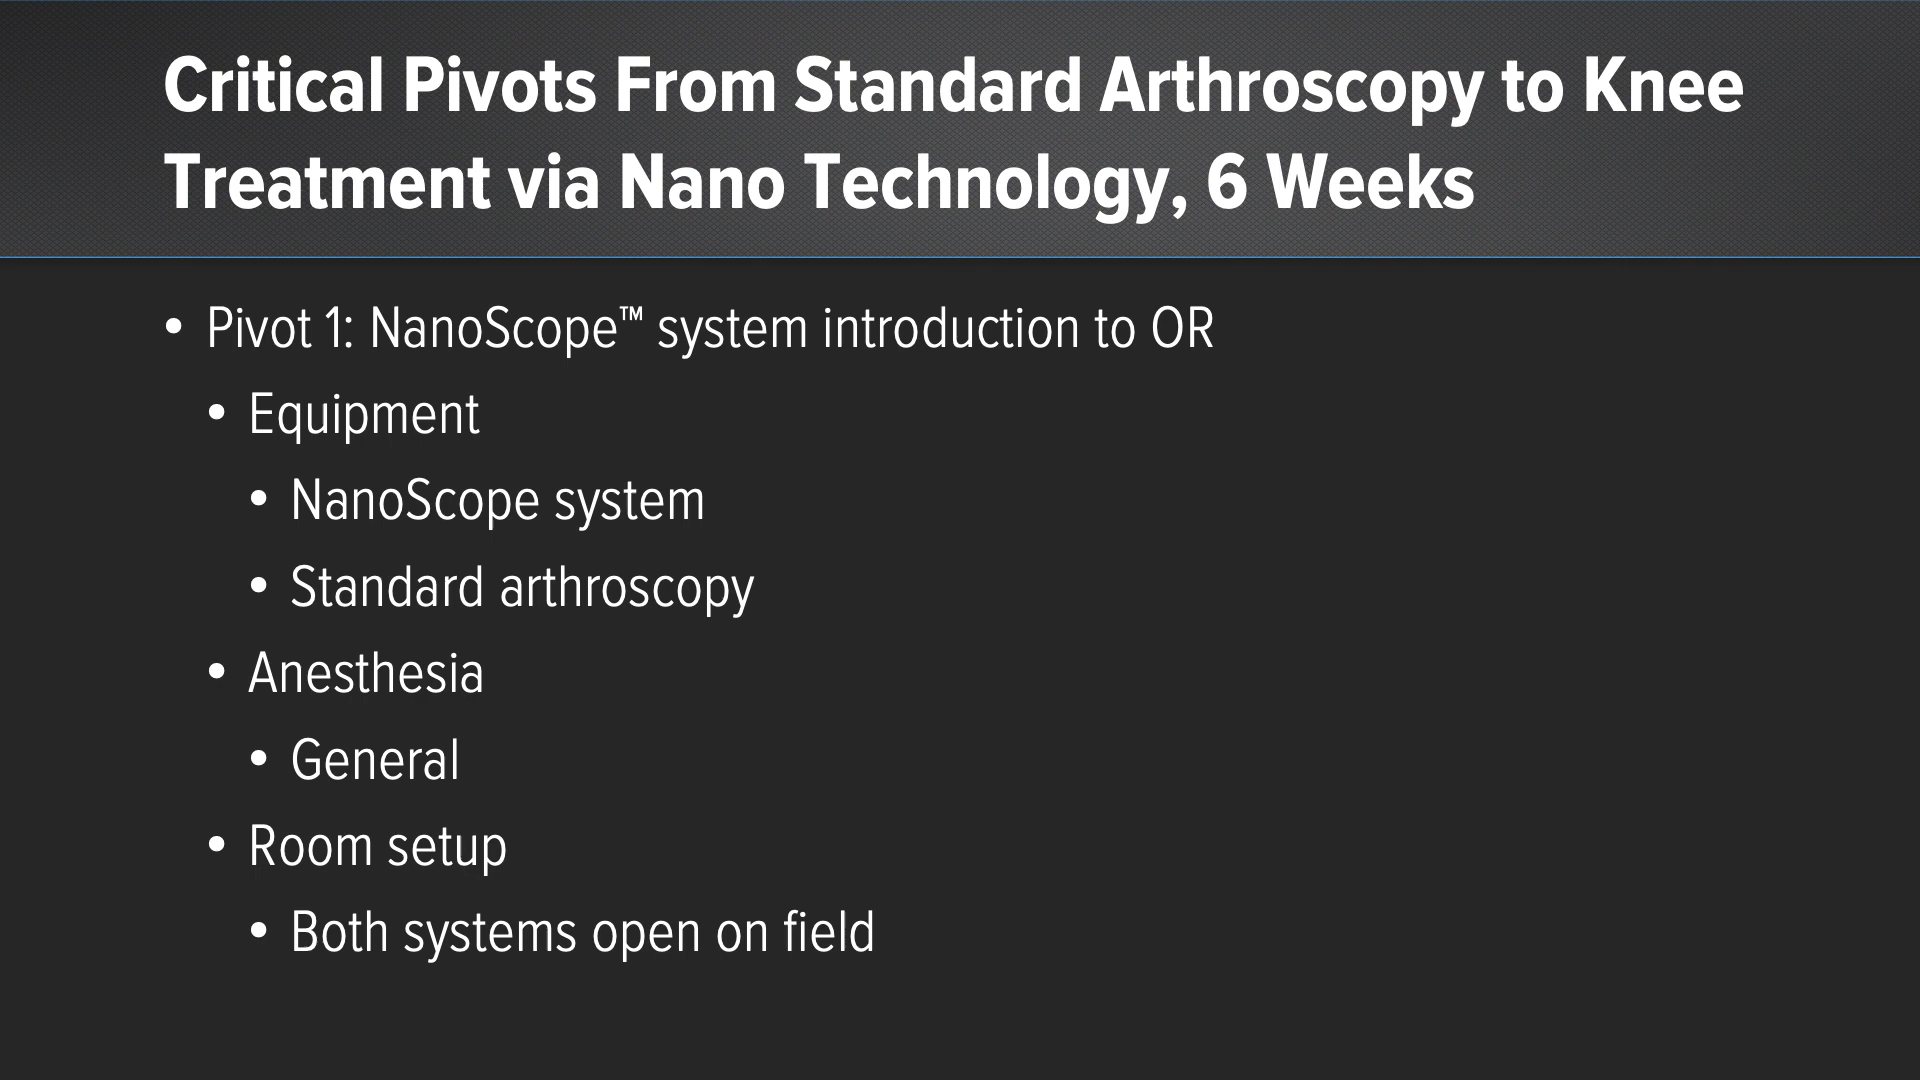 Critical Pivots From Standard Arthroscopy to Knee
Treatment via Nano Technology, 6 Weeks
• Pivot 1: NanoScope™ system introduction to OR
• Equipment
• NanoScope system
• Standard arthroscopy
• Anesthesia
• General
• Room setup
• Both systems open on field